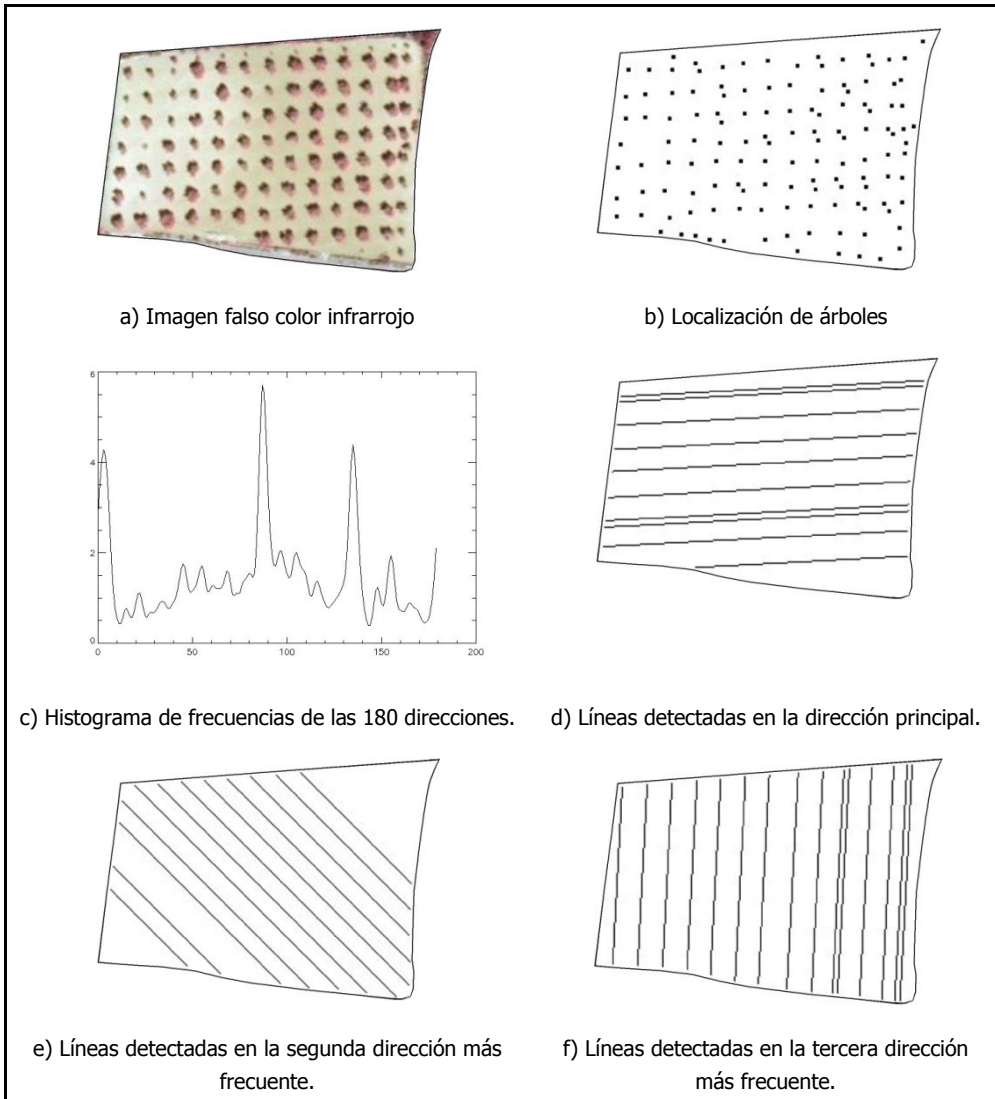 a) Imagen falso color infrarrojo
b) Localización de árboles
6
4
2
0
0
50
100
150
200
c) Histograma de frecuencias de las 180 direcciones.
d) Líneas detectadas en la dirección principal.
e) Líneas detectadas en la segunda dirección más
frecuente.
f) Líneas detectadas en la tercera dirección
más frecuente.